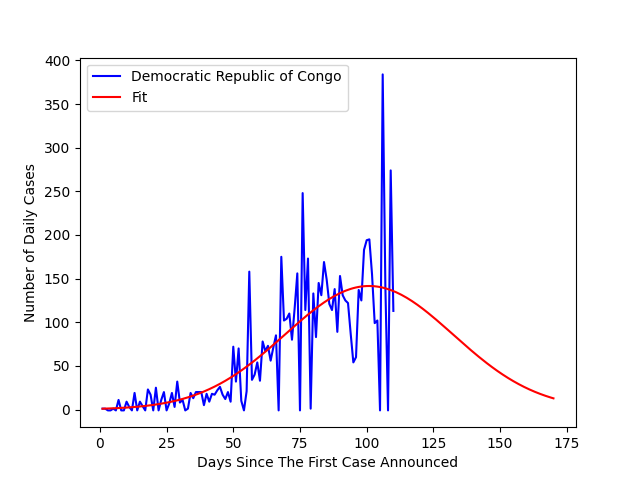 Democratic Republic of Congo
Fit
Number of Daily Cases
400
350
300
250
200
150
100
50
0
0 25 50 75 100 125 150 175
Days Since The First Case Announced